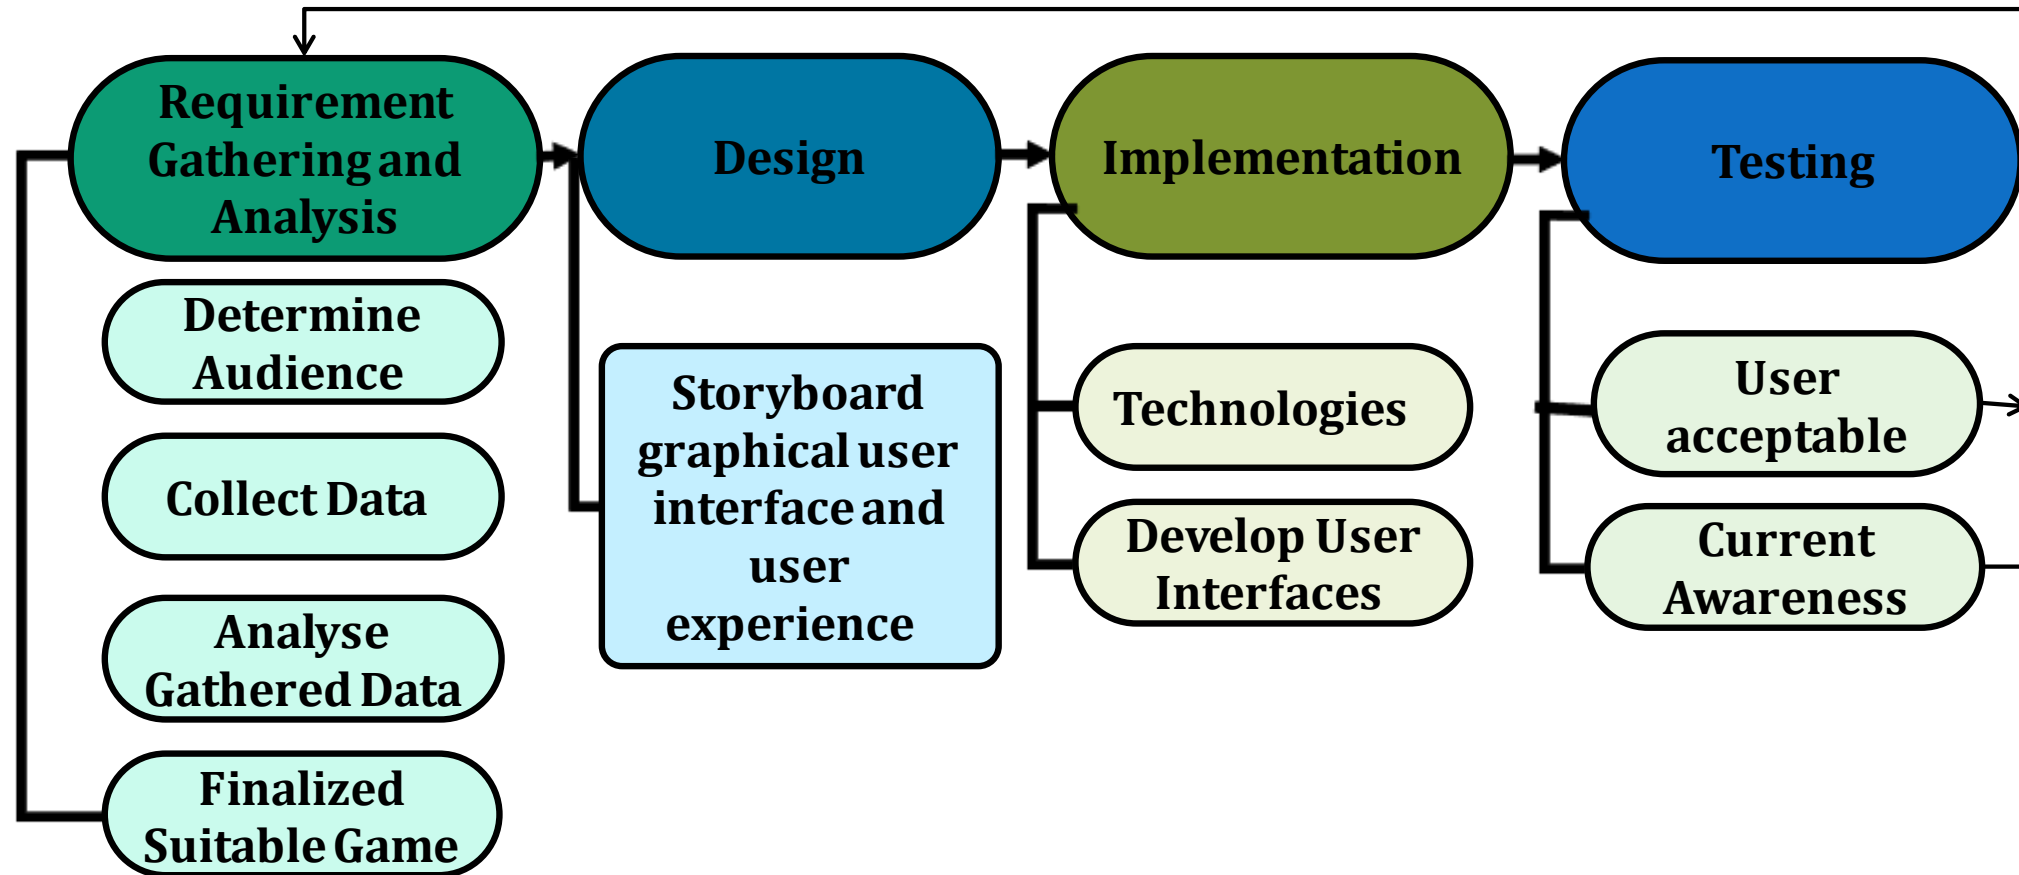 Requirement
Gathering and
Analysis
Determine
Audience
Collect Data
Analyse
Gathered Data
Finalized
Suitable Game
Design
Storyboard
graphical user
interface and
user
experience
Implementation
Technologies
Develop User
Interfaces
Testing
User
acceptable
Current
Awareness